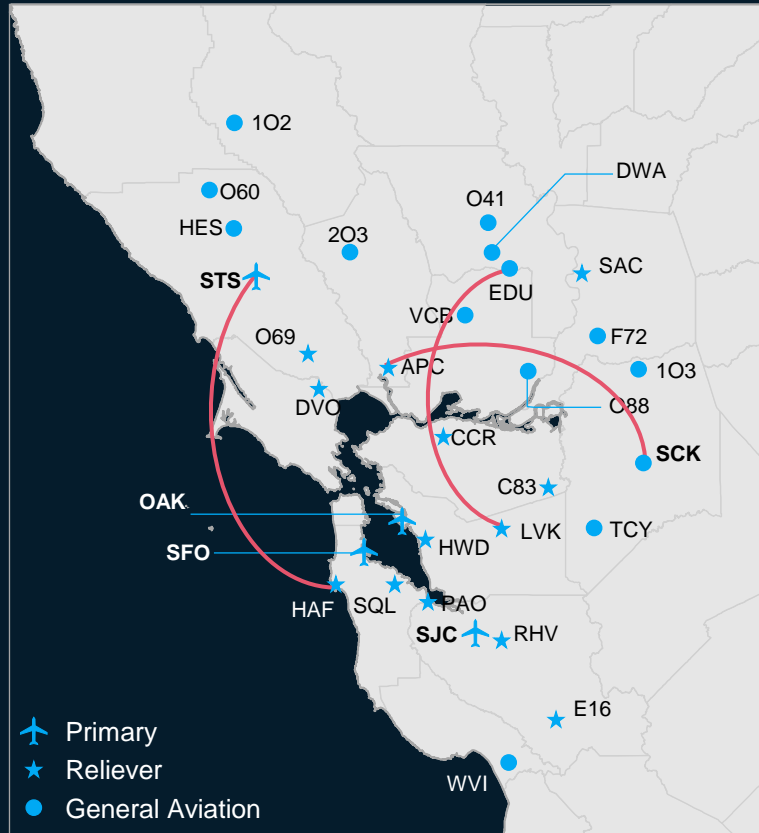 1O2
DWA
O60
O41
HES
2O3
STS
SAC
EDU
VCB
F72
O69
APC
1O3
DVO
O88
CCR
SCK
C83
OAK
LVK
TCY
SFO
HWD
HAF
SQL
PAO
SJC
RHV
E16
Primary
Reliever
WVI
General Aviation